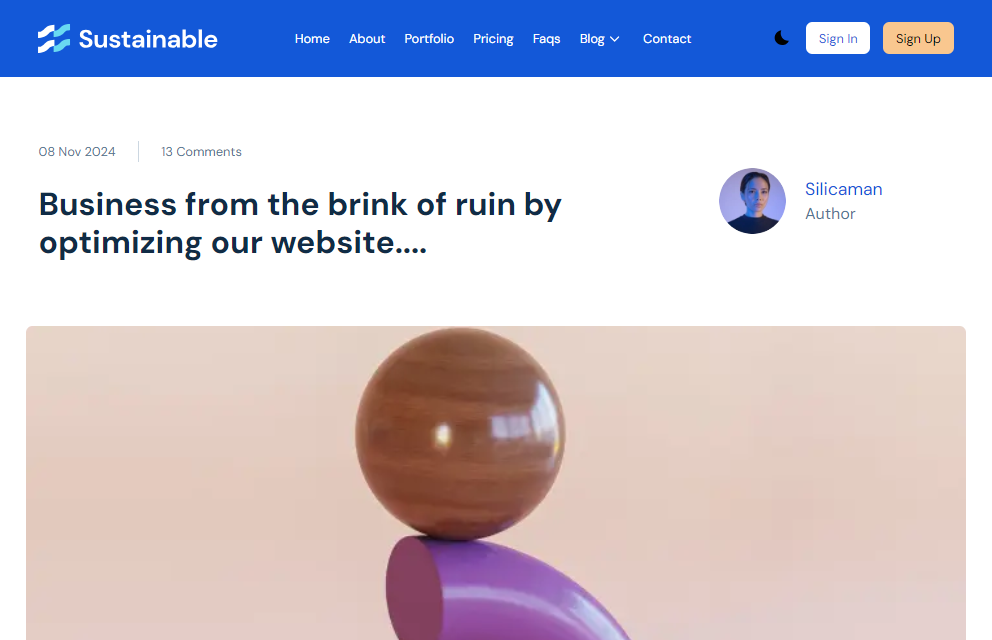 Sustainable
Home About Portfolio Pricing Faqs Blog Contact
Sign In Sign Up
08 Nov 2024 13 Comments
Business from the brink of ruin by
optimizing our website....
Silicaman
Author